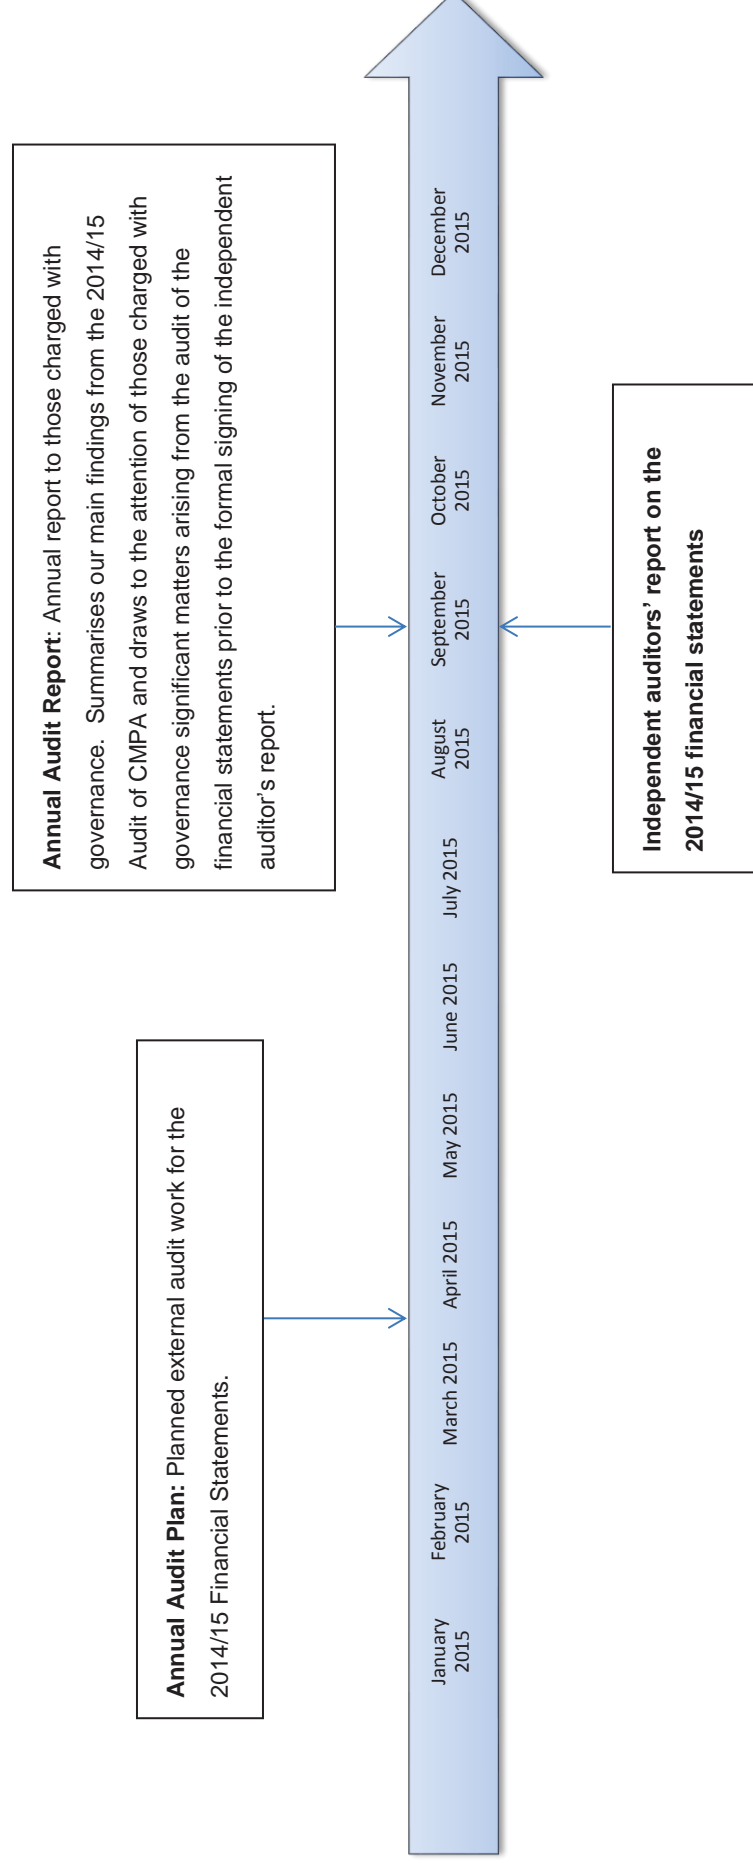 Annual Audit Report: Annual report to those charged with
governance.  Summarises our main findings from the 2014/15
Audit of CMPA and draws to the attention of those charged with
governance significant matters arising from the audit of the
financial statements prior to the formal signing of the independent
auditor’s report.
Annual Audit Plan: Planned external audit work for the
2014/15 Financial Statements.
January
2015
February
2015
March 2015
April 2015
May 2015
June 2015
July 2015
August
2015
September
2015
October
2015
November
2015
December
2015
Independent auditors’ report on the
2014/15 financial statements